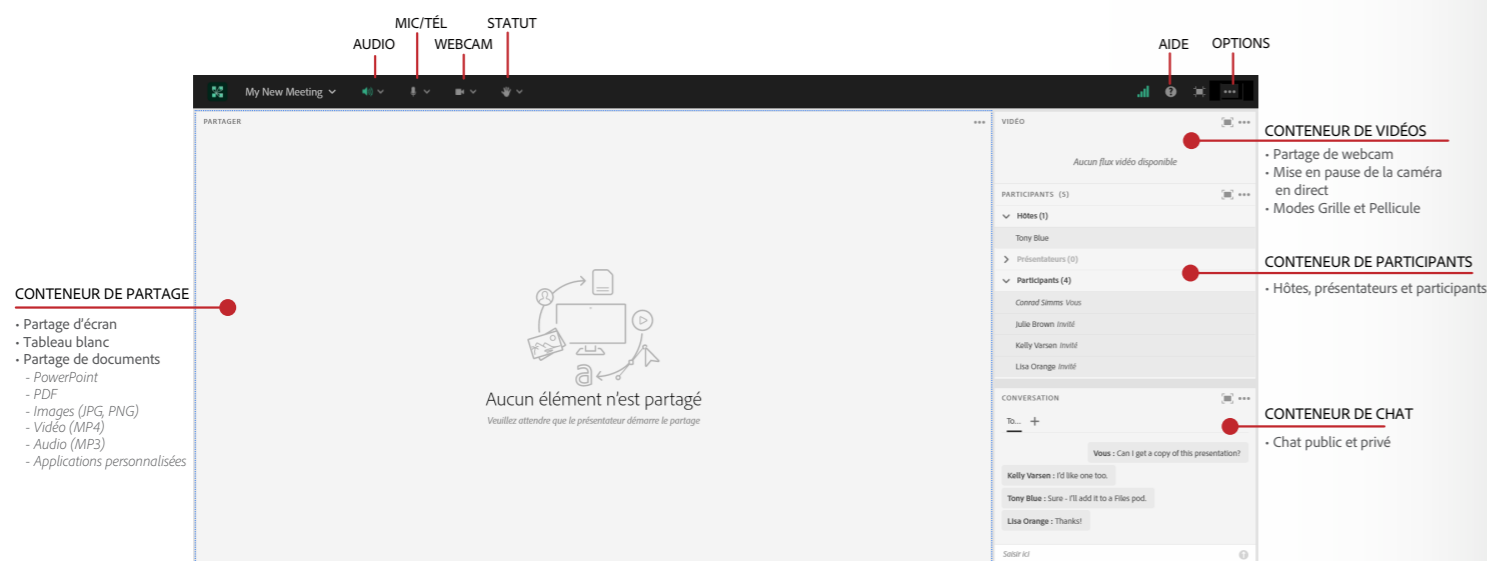 MIC/TÉL
STATUT
AUDIO
WEBCAM
AIDE
OPTIONS
My New Meeting
PARTAGER
Aucun élément n'est partagé
Veuillez attendre que le présentateur démarre le partage
CONTENEUR DE PARTAGE
• Partage d'écran
• Tableau blanc
• Partage de documents
- PowerPoint
- PDF
- Images (JPG, PNG)
- Vidéo (MP4)
- Audio (MP3)
- Applications personnalisées
VIDÉO
Aucun flux vidéo disponible
PARTICIPANTS (5)
Hôtes (1)
Tony Blue
Présentateurs (0)
Participants (4)
Conrad Simms Vous
Julie Brown Invité
Kelly Varsen Invité
Lisa Orange Invité
CONVERSATION
To... +
Vous : Can I get a copy of this presentation?
Kelly Varsen : I'd like one too.
Tony Blue : Sure - I'll add it to a Files pod.
Lisa Orange : Thanks!
Saisir ici
CONTENEUR DE VIDÉOS
• Partage de webcam
• Mise en pause de la caméra
en direct
• Modes Grille et Pellicule
CONTENEUR DE PARTICIPANTS
• Hôtes, présentateurs et participants
CONTENEUR DE CHAT
• Chat public et privé